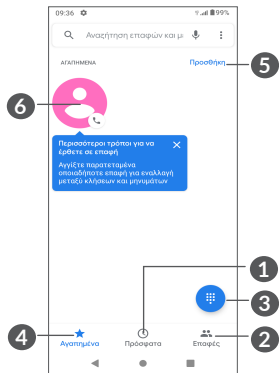 09:36 99%
Αναζήτηση επαφών και μι
ΑΓΑΠΗΜΕΝΑ Προσθήκη 5
6
Περισσότεροι τρόποι για να
έρθετε σε επαφή
Αγγίξτε παρατεταμένα
οποιαδήποτε επαφή για εναλλαγή
μεταξύ κλήσεων και μηνυμάτων
1
3
4 Αγαπημένα Πρόσφατα Επαφές 2